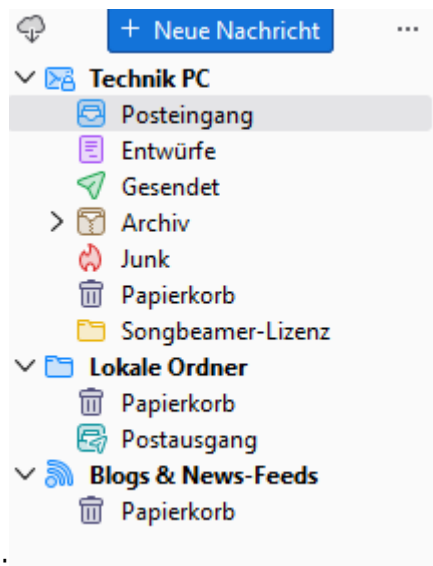 + Neue Nachricht ...
Technik PC
Posteingang
Entwürfe
Gesendet
Archiv
Junk
Papierkorb
Songbeamer-Lizenz
Lokale Ordner
Papierkorb
Postausgang
Blogs & News-Feeds
Papierkorb
.